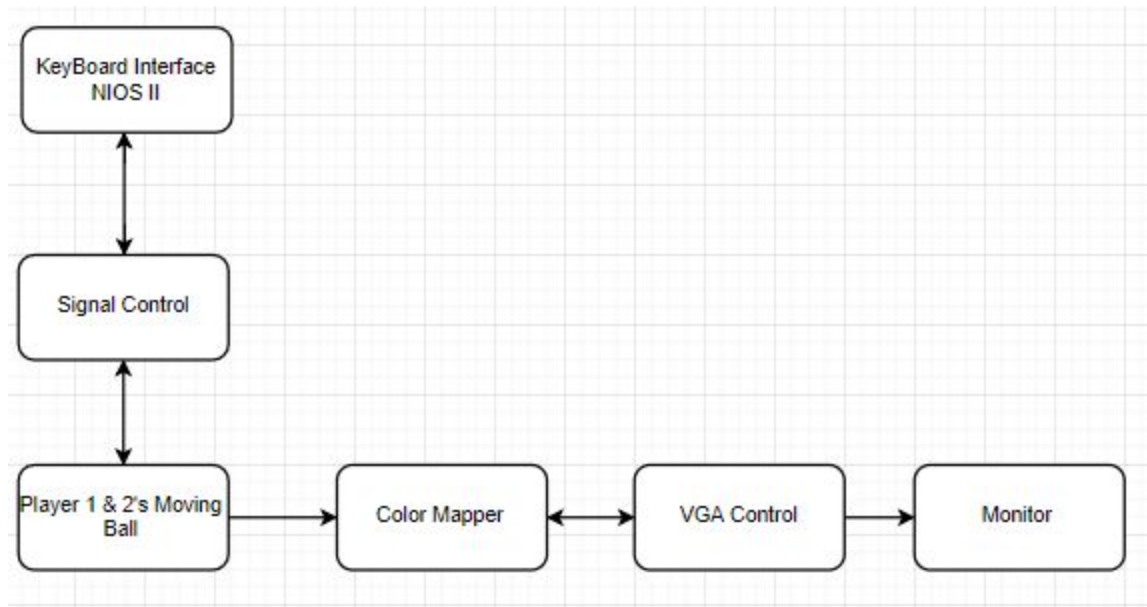 KeyBoard Interface
NIOS II
Signal Control
Player 1 & 2's Moving
Ball
Color Mapper
VGA Control
Monitor